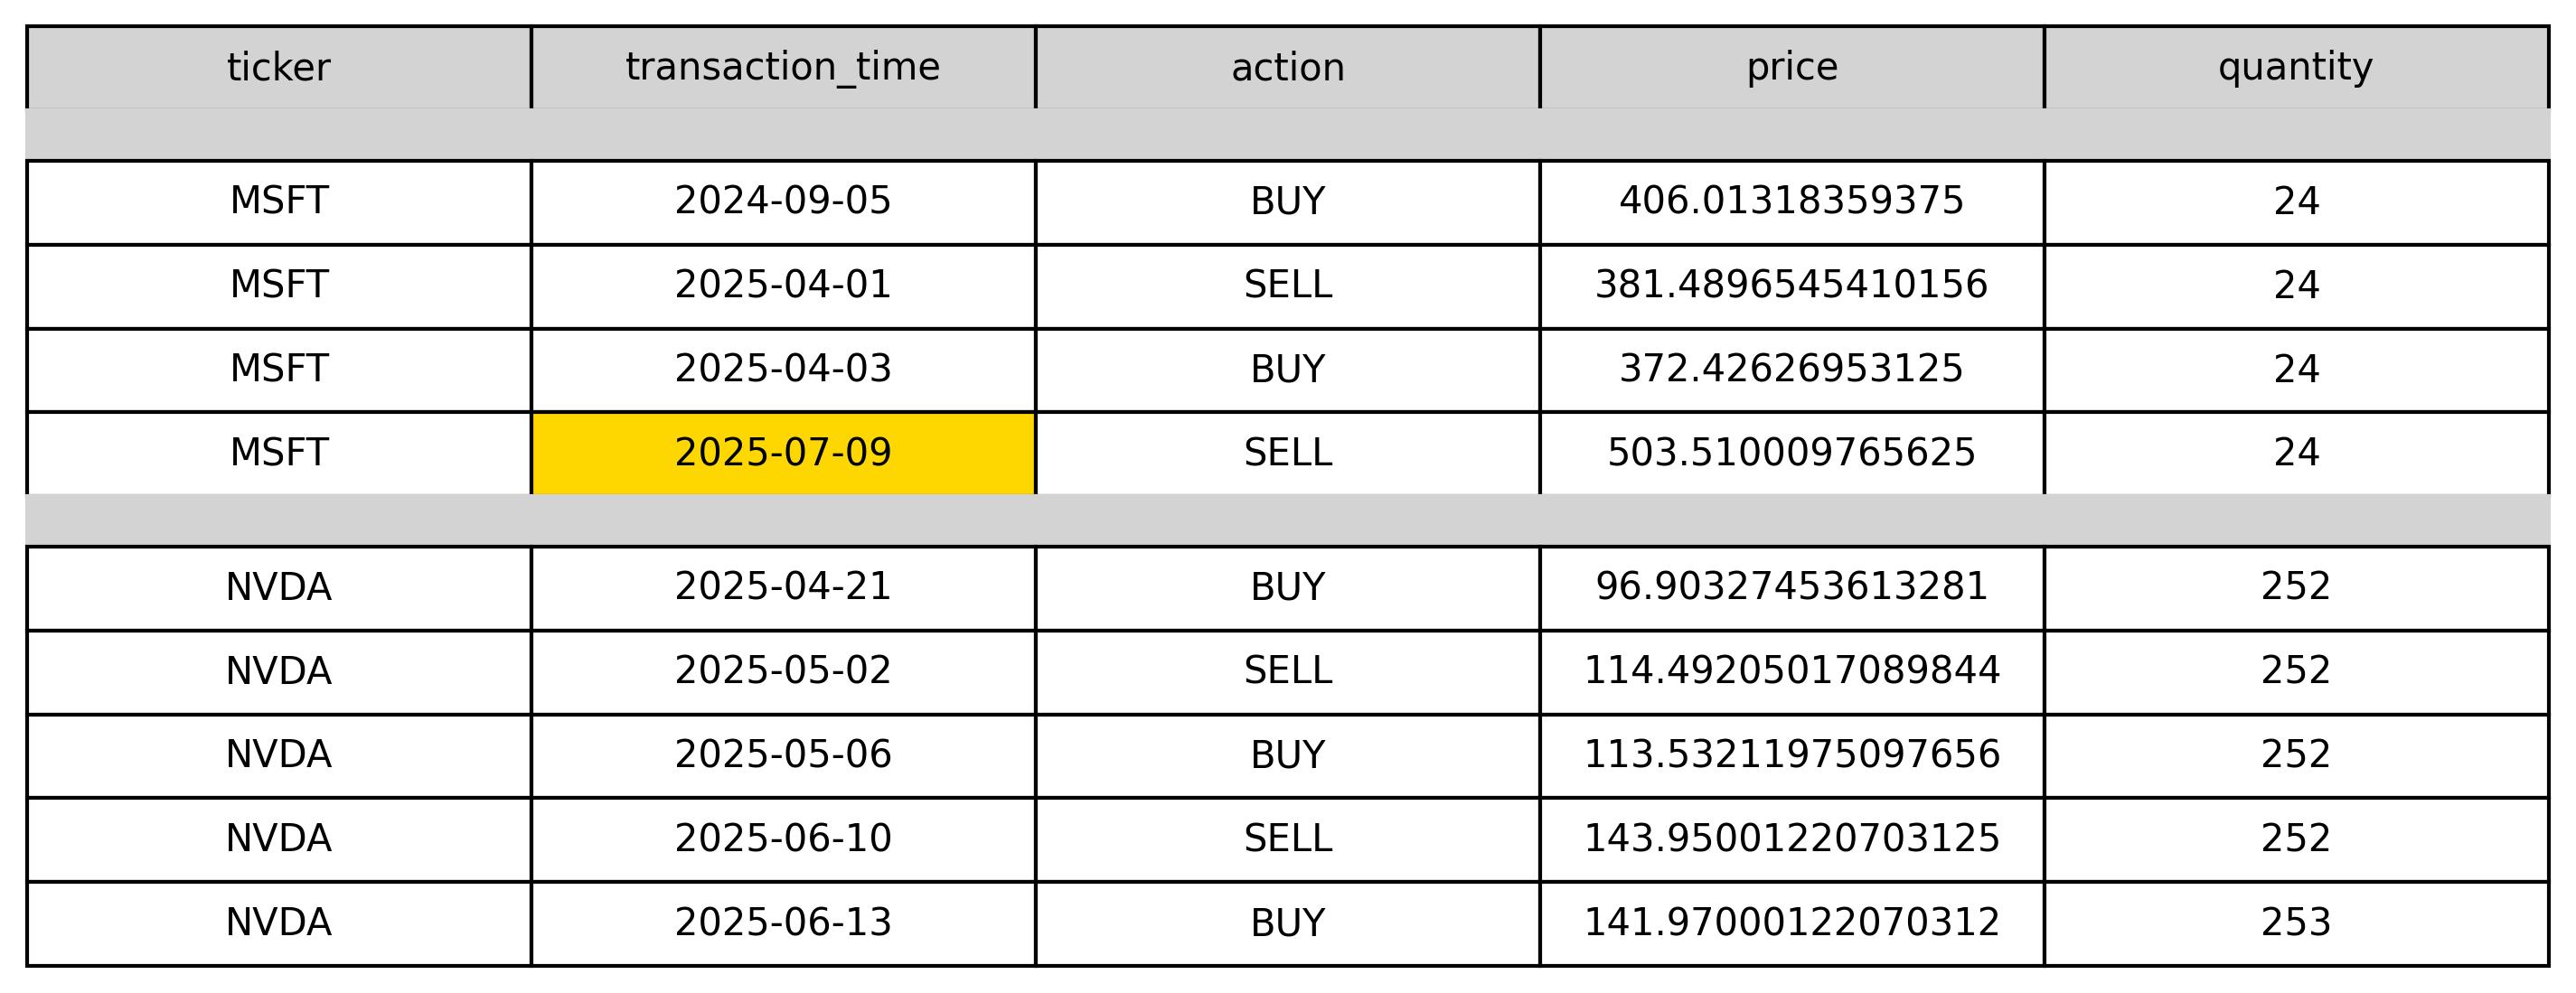 ticker transaction_time action price quantity
MSFT 2024-09-05 BUY 406.01318359375 24
MSFT 2025-04-01 SELL 381.4896545410156 24
MSFT 2025-04-03 BUY 372.42626953125 24
MSFT 2025-07-09 SELL 503.510009765625 24
NVDA 2025-04-21 BUY 96.90327453613281 252
NVDA 2025-05-02 SELL 114.49205017089844 252
NVDA 2025-05-06 BUY 113.53211975097656 252
NVDA 2025-06-10 SELL 143.95001220703125 252
NVDA 2025-06-13 BUY 141.97000122070312 253